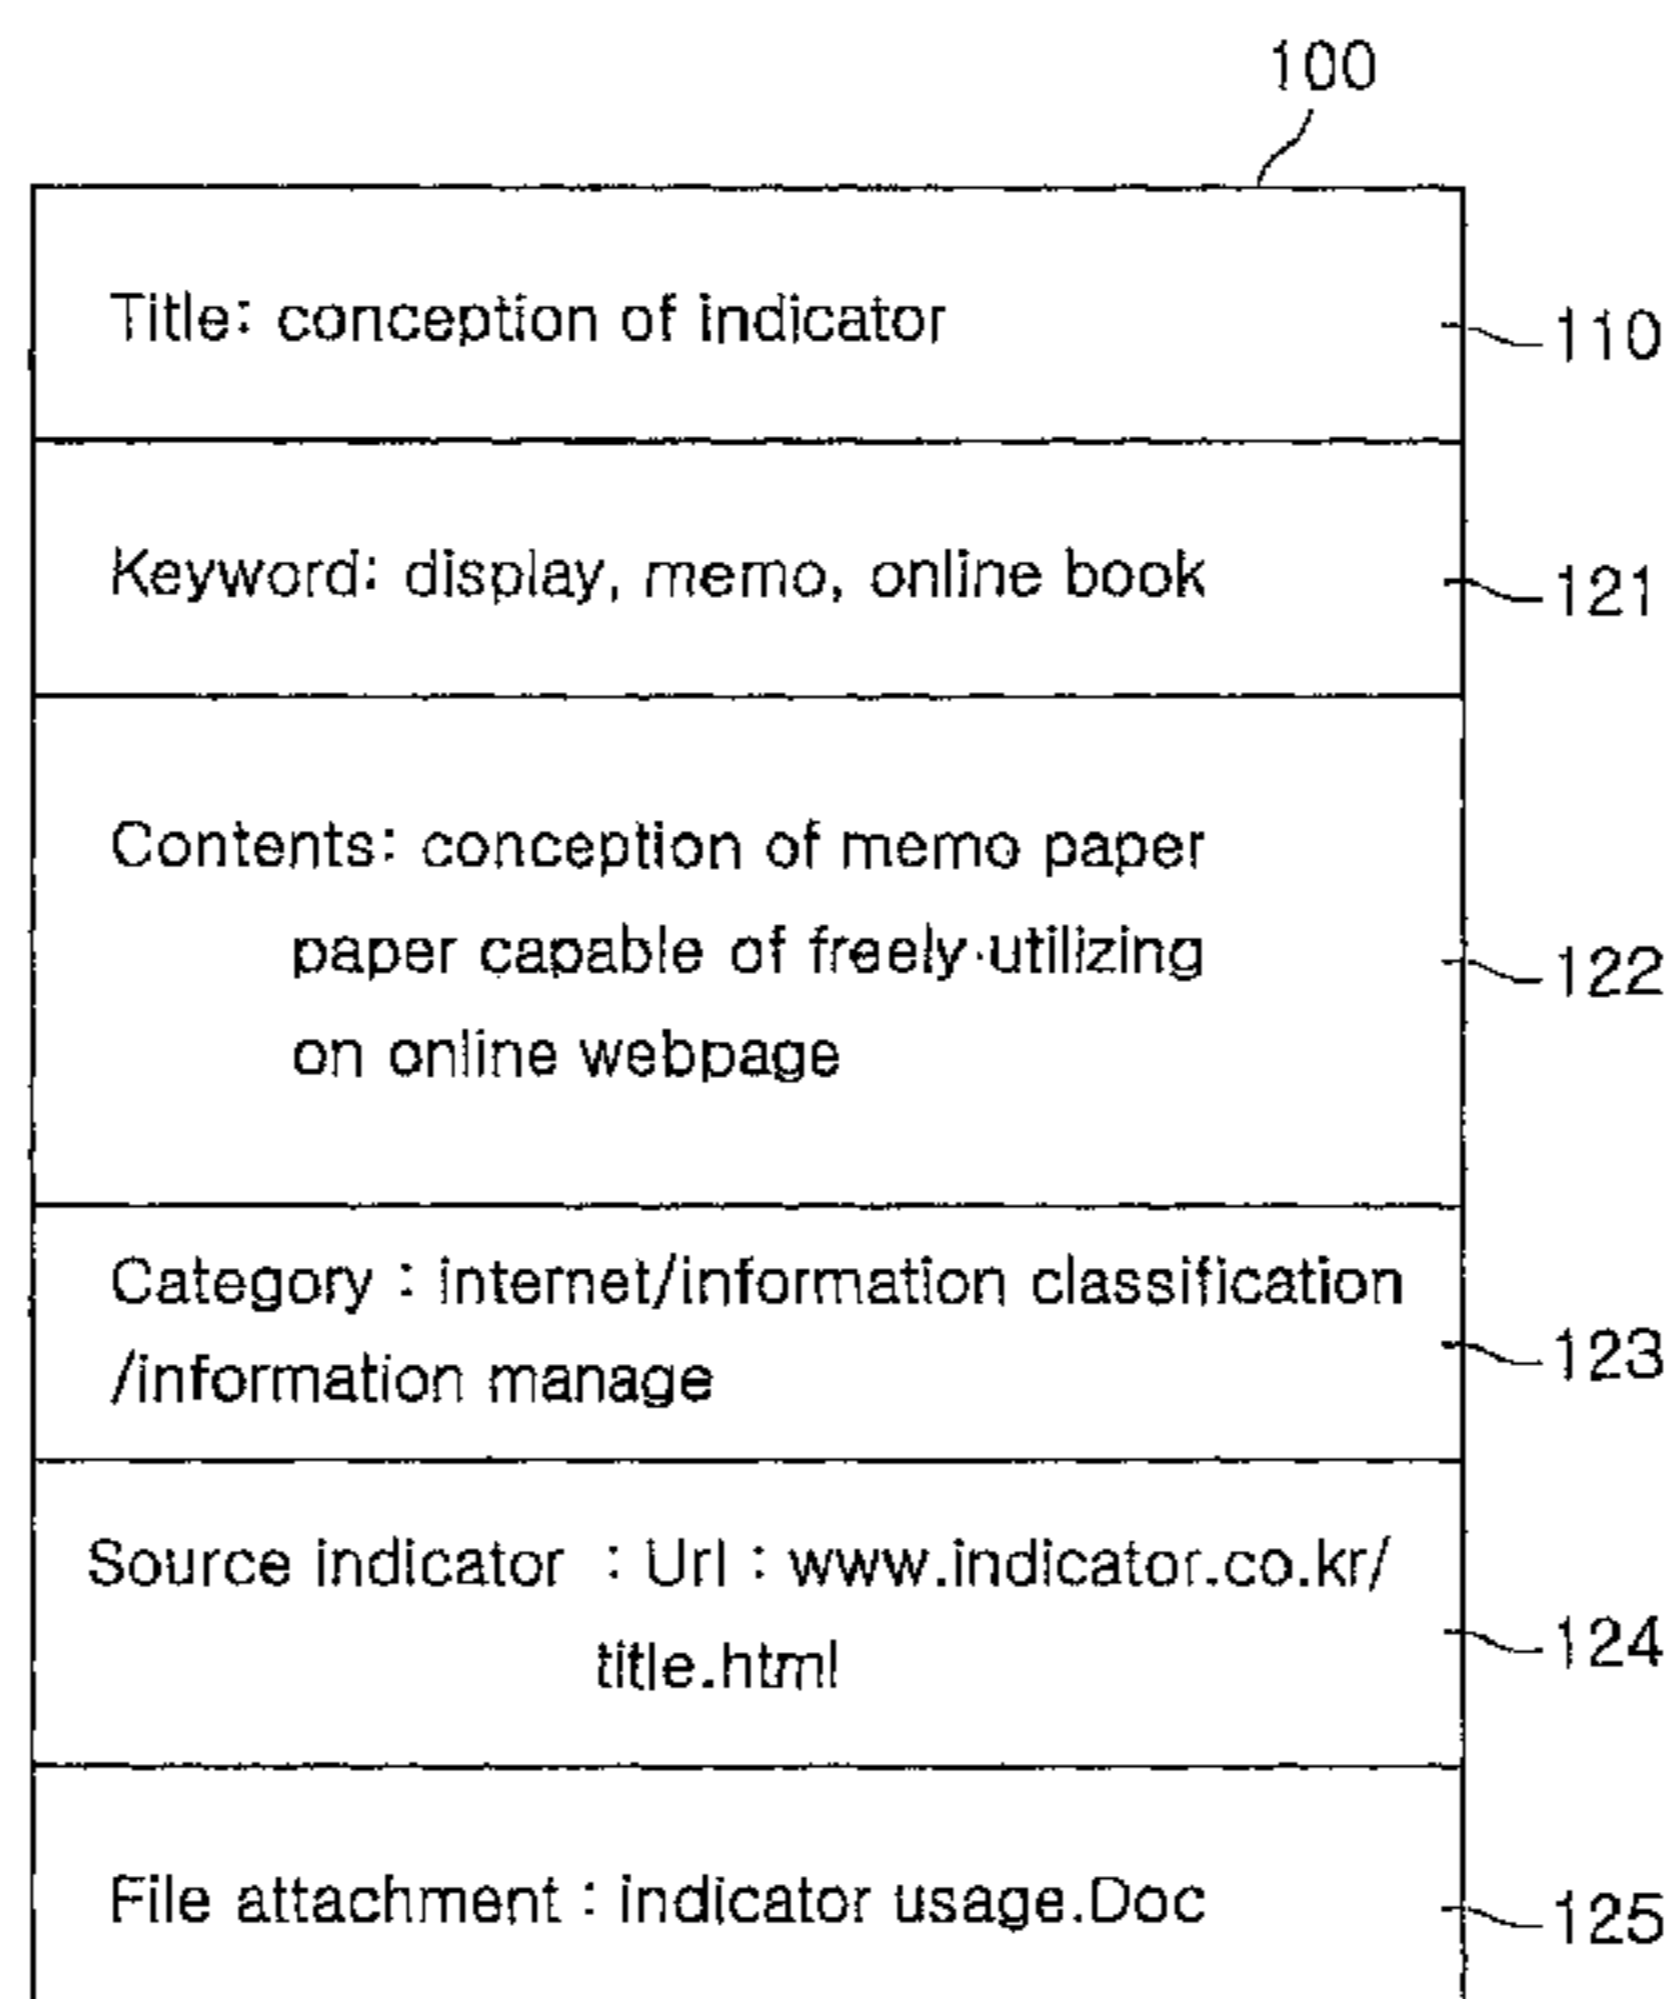 100
Title: conception of indicator
110
Keyword: display, memo, online book
121
Contents: conception of memo paper
paper capable of freely utilizing
on online webpage
122
Category : internet/information classification
/information manage
123
Source indicator : Url : www.indicator.co.kr/
title.html
124
File attachment : indicator usage.Doc
125